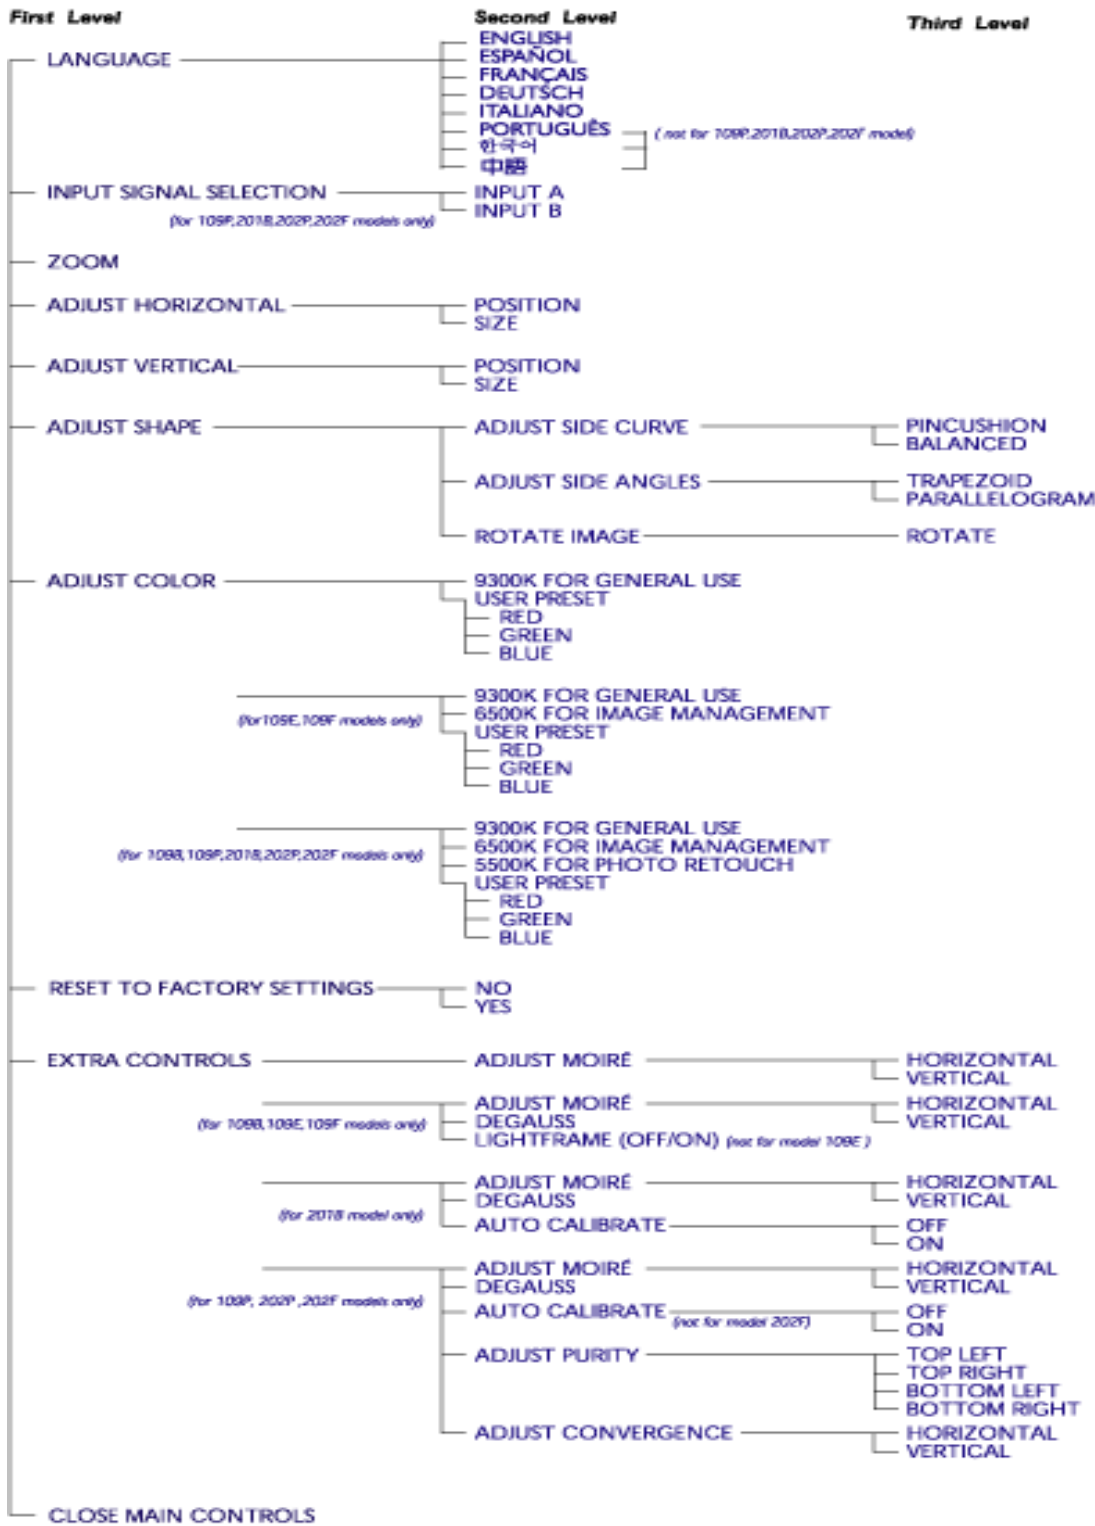 First Level Second Level Third Level
LANGUAGE ENGLISH
ESPAÑOL
FRANÇAIS
DEUTSCH
ITALIANO
PORTUGUÊS ( not for 109P,201B,202P,202F model)
한국어
中語
INPUT SIGNAL SELECTION INPUT A
(for 109P,201B,202P,202F models only) INPUT B
ZOOM
ADJUST HORIZONTAL POSITION
SIZE
ADJUST VERTICAL POSITION
SIZE
ADJUST SHAPE ADJUST SIDE CURVE PINCUSHION
BALANCED
ADJUST SIDE ANGLES TRAPEZOID
PARALLELOGRAM
ROTATE IMAGE ROTATE
ADJUST COLOR 9300K FOR GENERAL USE
USER PRESET
RED
GREEN
BLUE
9300K FOR GENERAL USE
(for109E,109F models only) 6500K FOR IMAGE MANAGEMENT
USER PRESET
RED
GREEN
BLUE
9300K FOR GENERAL USE
(for 109B,109P,201B,202P,202F models only) 6500K FOR IMAGE MANAGEMENT
5500K FOR PHOTO RETOUCH
USER PRESET
RED
GREEN
BLUE
RESET TO FACTORY SETTINGS NO
YES
EXTRA CONTROLS ADJUST MOIRÉ HORIZONTAL
VERTICAL
ADJUST MOIRÉ HORIZONTAL
(for 109B,109E,109F models only) DEGAUSS VERTICAL
LIGHTFRAME (OFF/ON) (not for model 109E )
ADJUST MOIRÉ HORIZONTAL
DEGAUSS VERTICAL
(for 201B model only) AUTO CALIBRATE OFF
ON
ADJUST MOIRÉ HORIZONTAL
DEGAUSS VERTICAL
(for 109P, 202P ,202F models only) AUTO CALIBRATE (not for model 202F) OFF
ON
ADJUST PURITY TOP LEFT
TOP RIGHT
BOTTOM LEFT
BOTTOM RIGHT
ADJUST CONVERGENCE HORIZONTAL
VERTICAL
CLOSE MAIN CONTROLS